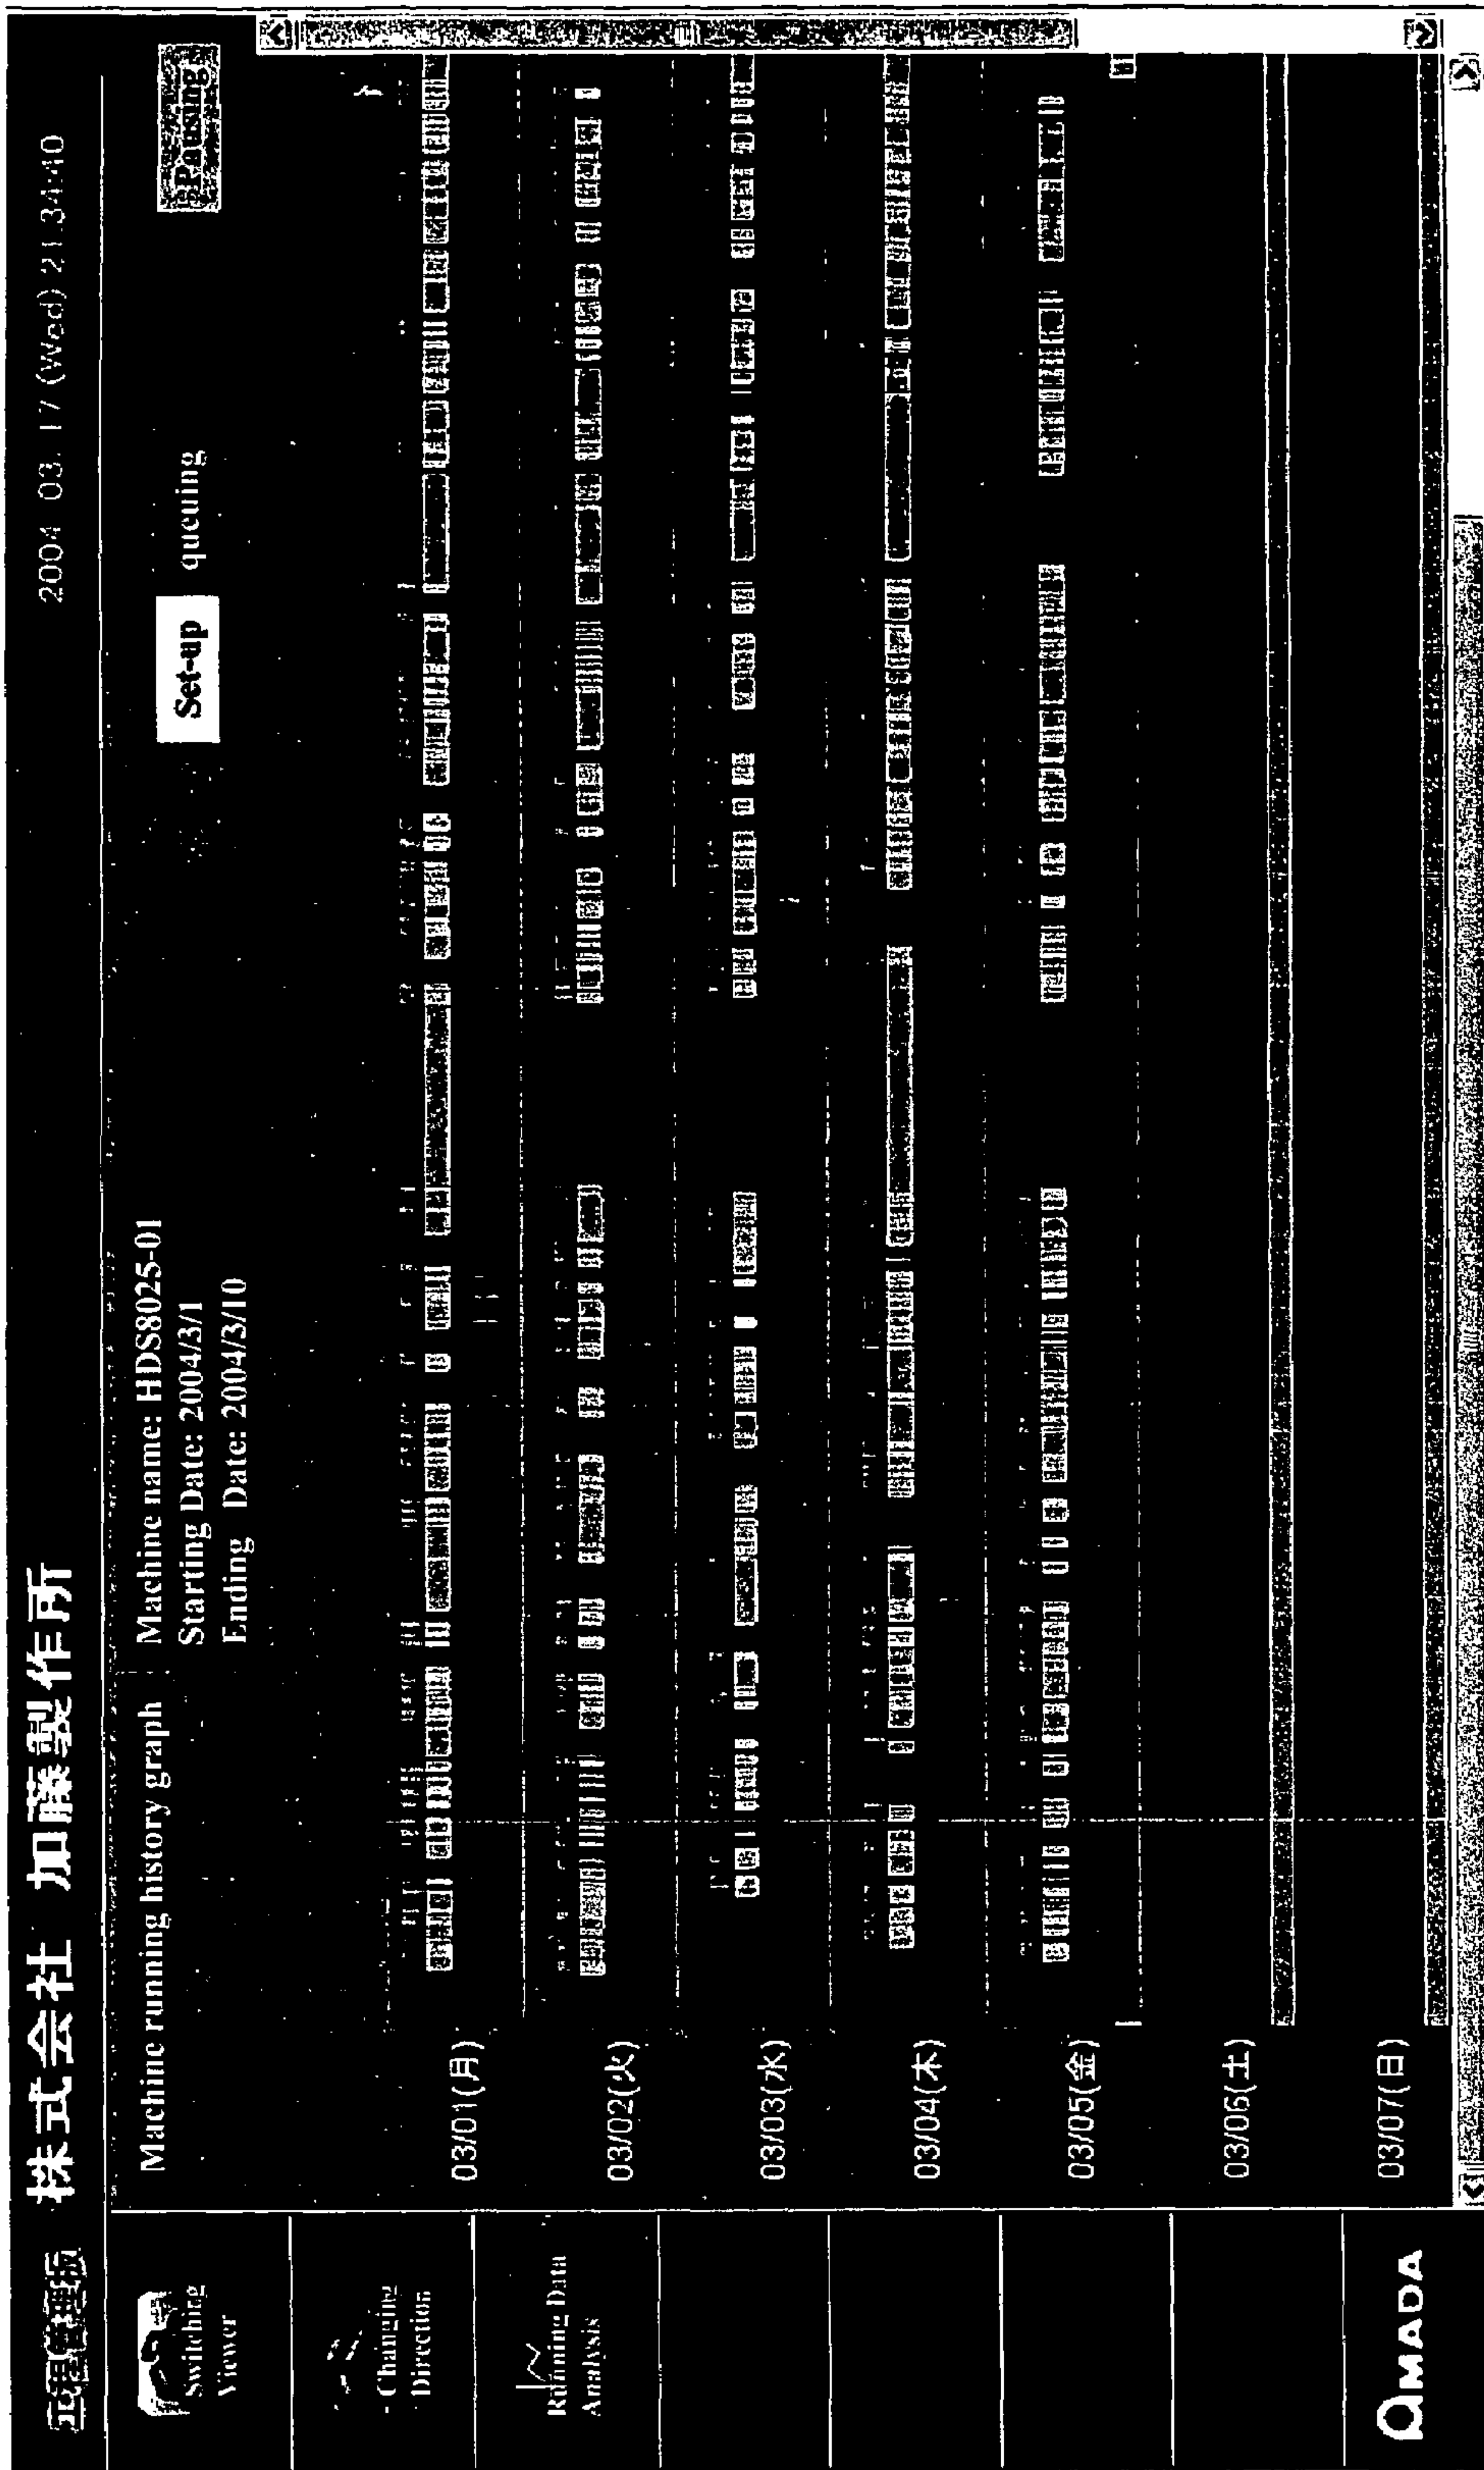 株式会社 加藤製作所
2004 03.17 (Wed) 21:34:40
Switching
Viewer
Changing
Direction
Running Data
Analysis
AMADA
Machine running history graph
Machine name: HDS8025-01
Starting Date: 2004/3/1
Ending Date: 2004/3/10
Set-up
queuing
Pausing
03/01(月)
03/02(火)
03/03(水)
03/04(木)
03/05(金)
03/06(土)
03/07(日)